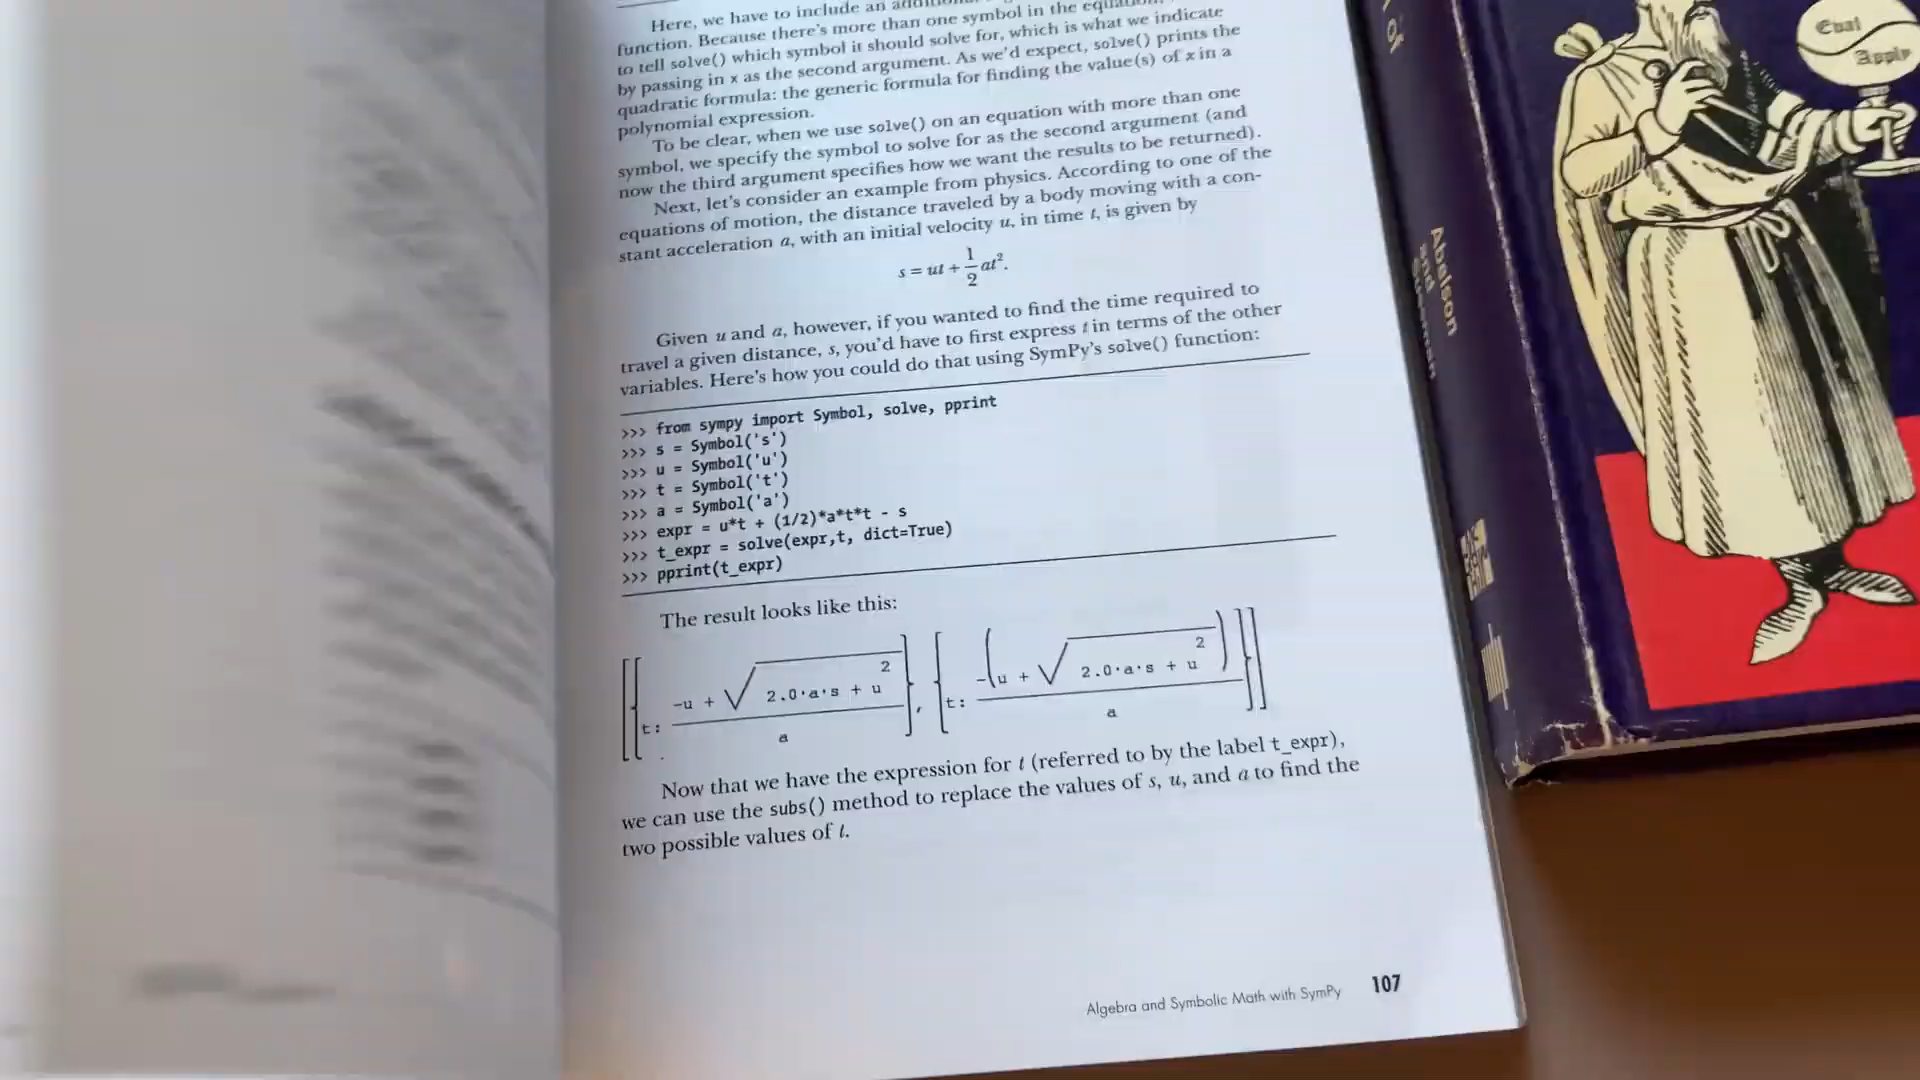 Here, we have to include an
function. Because there's more than one symbol in the
to tell solve() which symbol it should solve for, which is what we indicate
by passing in x as the second argument. As we'd expect, solve() prints the
quadratic formula: the generic formula for finding the value(s) of x in a
polynomial expression.
To be clear, when we use solve() on an equation with more than one
symbol, we specify the symbol to solve for as the second argument (and
now the third argument specifies how we want the results to be returned).
Next, let's consider an example from physics. According to one of the
equations of motion, the distance traveled by a body moving with a con-
stant acceleration a, with an initial velocity u, in time t, is given by
s = ut + 1/2 at².
Given u and a, however, if you wanted to find the time required to
travel a given distance, s, you'd have to first express t in terms of the other
variables. Here's how you could do that using SymPy's solve() function:
>>> from sympy import Symbol, solve, pprint
>>> s = Symbol('s')
>>> u = Symbol('u')
>>> t = Symbol('t')
>>> a = Symbol('a')
>>> expr = u*t + (1/2)*a*t*t - s
>>> t_expr = solve(expr,t, dict=True)
>>> pprint(t_expr)
The result looks like this:
[{t: (-u + √(2.0·a·s + u²))/a}, {t: -(u + √(2.0·a·s + u²))/a}]
Now that we have the expression for t (referred to by the label t_expr),
we can use the subs() method to replace the values of s, u, and a to find the
two possible values of t.
Algebra and Symbolic Math with SymPy 107
of
Abelson
and
Eval
Apply